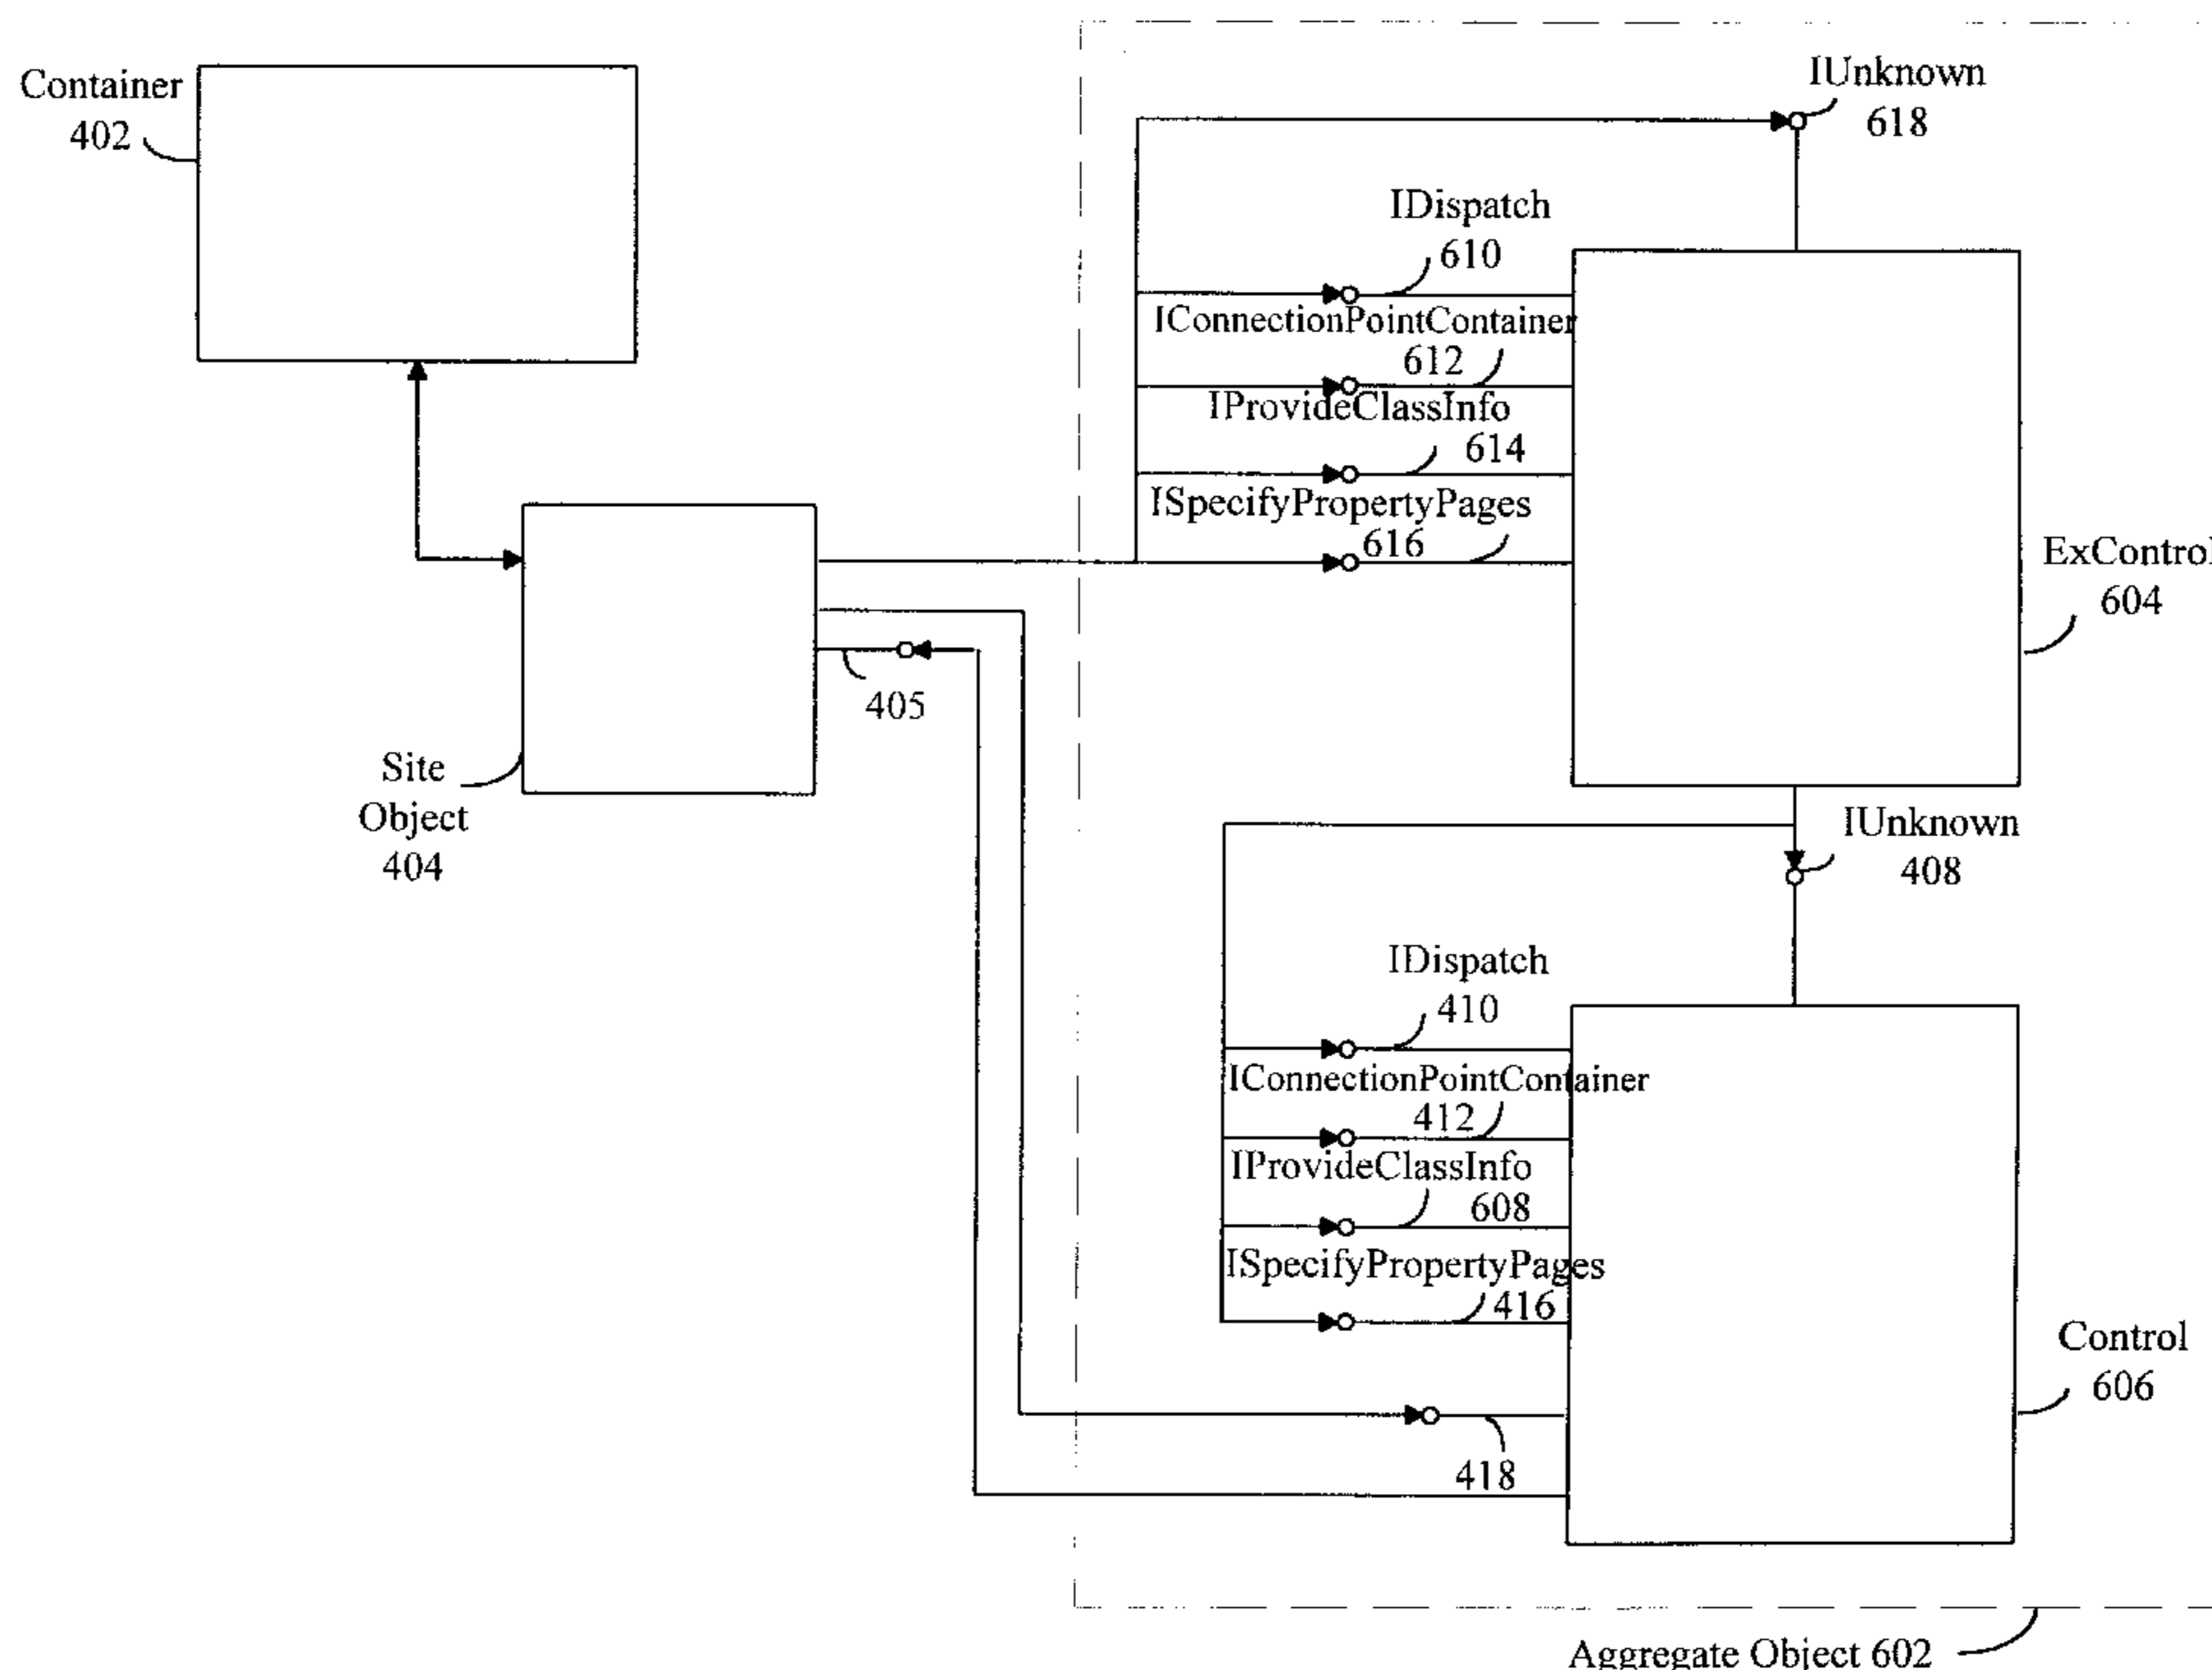 Container
402
IUnknown
618
IDispatch
610
IConnectionPointContainer
612
IProvideClassInfo
614
ISpecifyPropertyPages
616
ExControl
604
405
Site
Object
404
IUnknown
408
IDispatch
410
IConnectionPointContainer
412
IProvideClassInfo
608
ISpecifyPropertyPages
416
Control
606
418
Aggregate Object 602